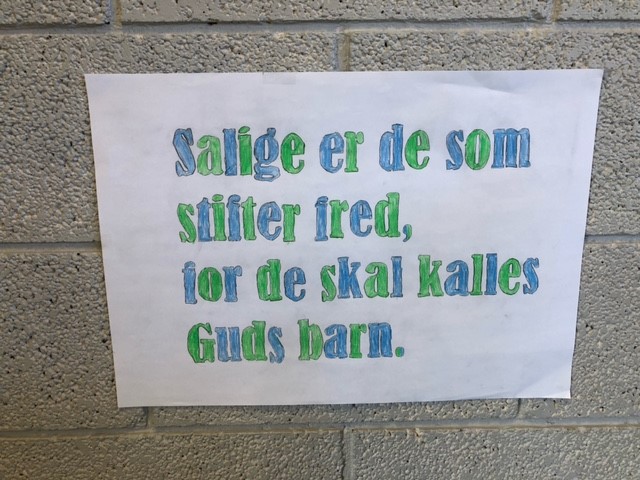 Salige er de som
stifter fred,
for de skal kalles
Guds barn.